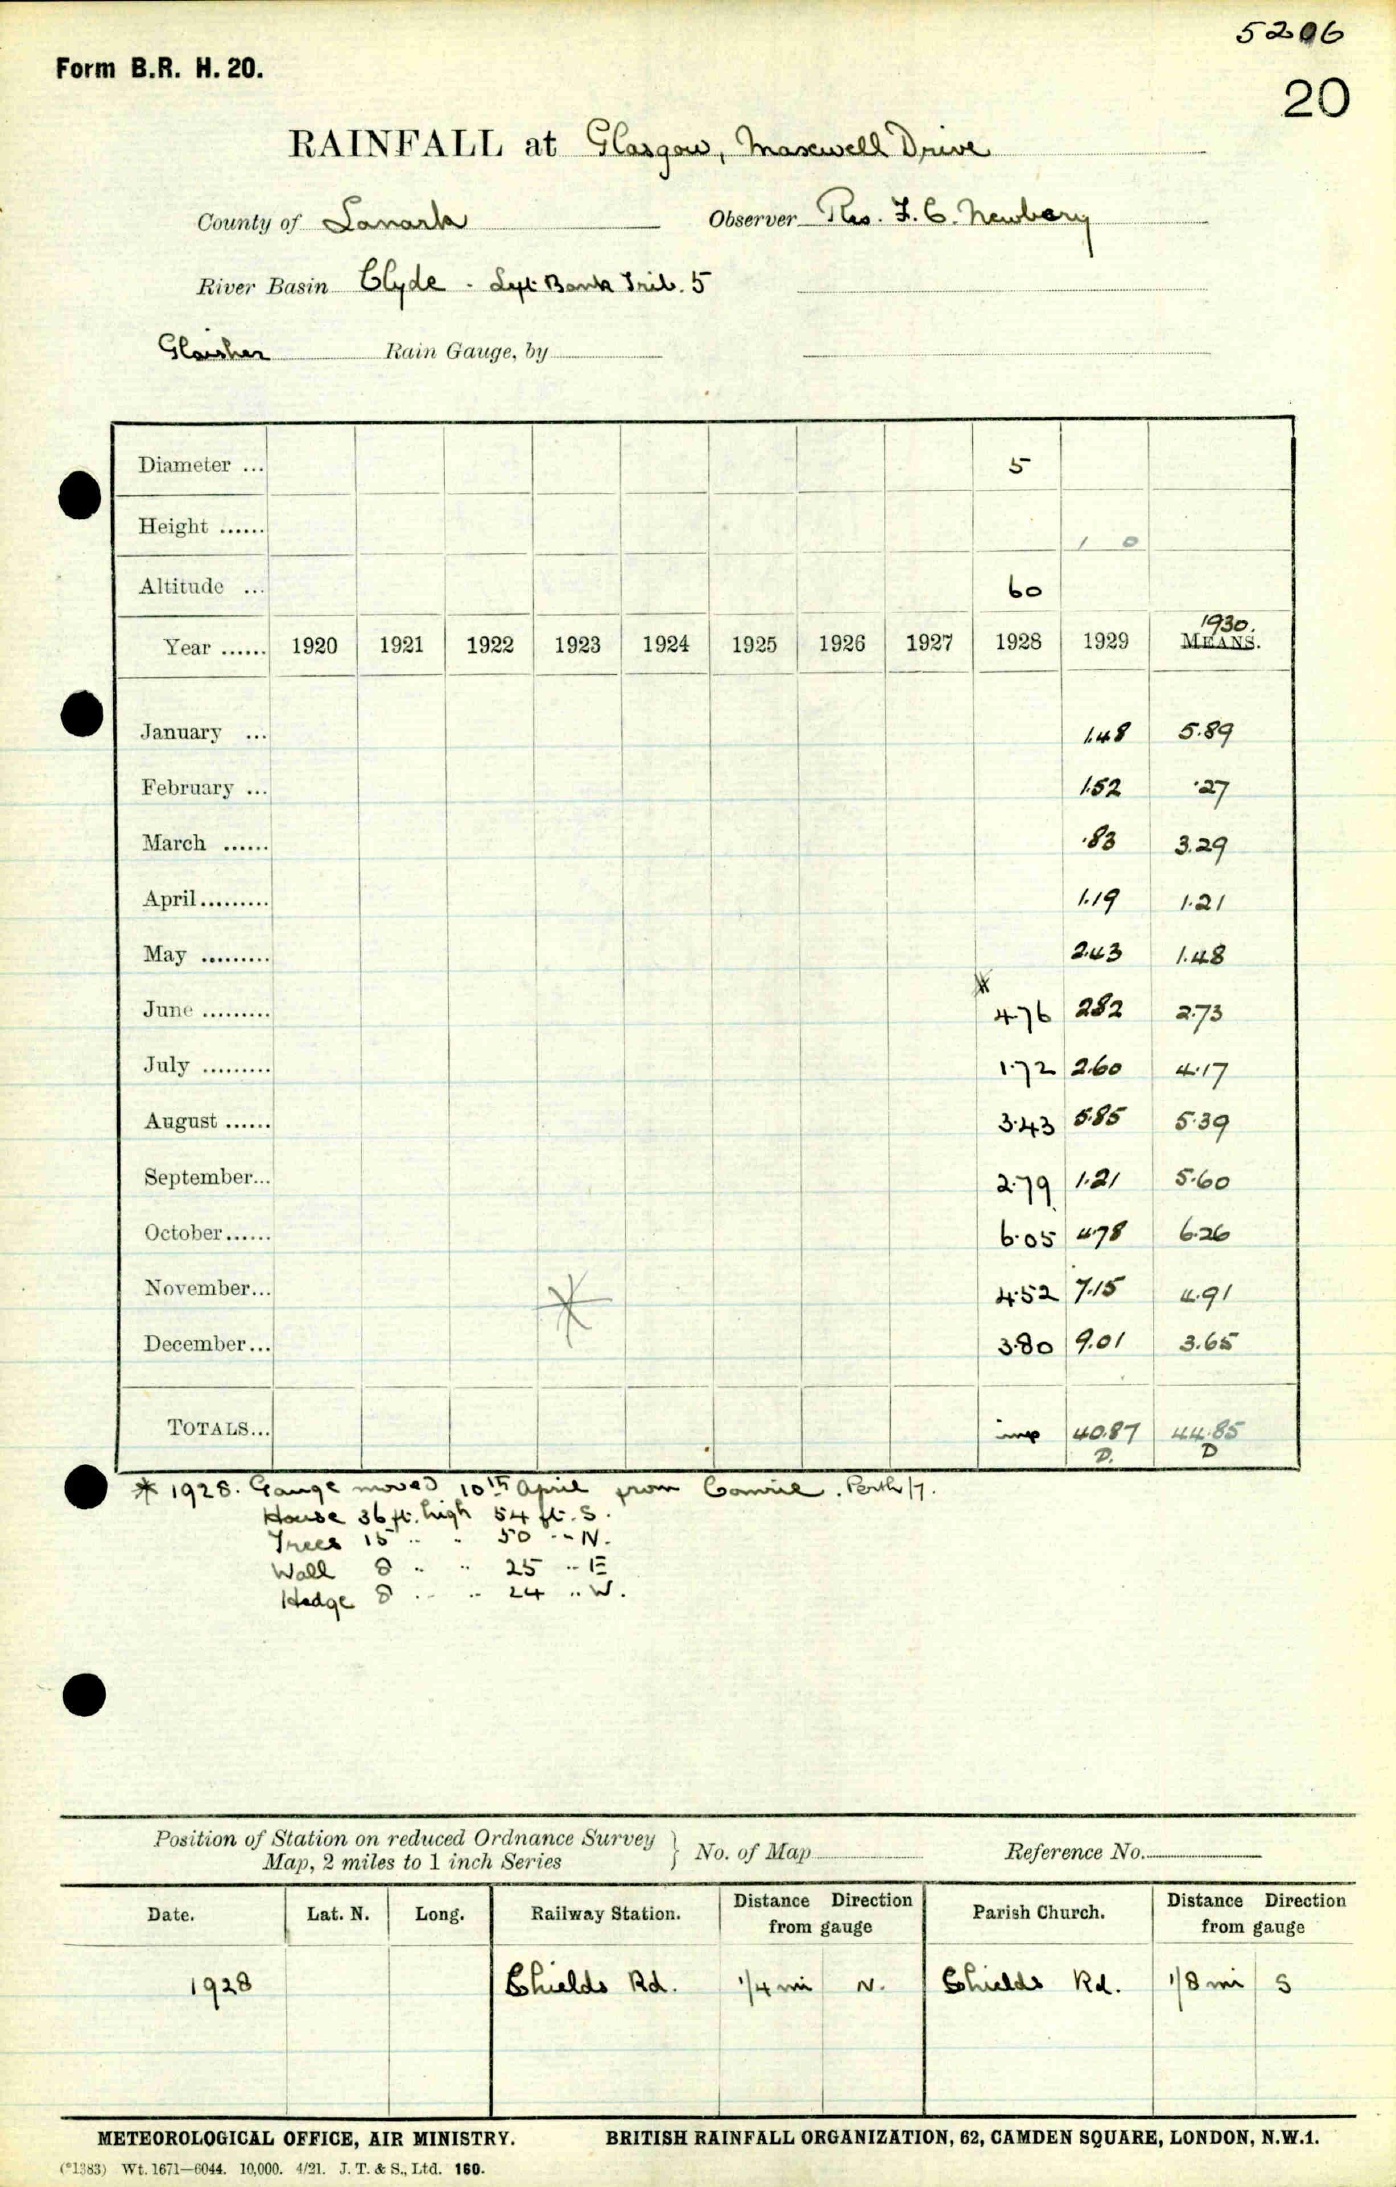 5206
Form B.R. H. 20.
20
RAINFALL at Glasgow, Maxwell Drive
County of Lanark Observer Rev. F. C. Newbery
River Basin Clyde - Left Bank Trib. 5
Glaisher Rain Gauge, by
Diameter ... 5
Height ...... 1 0
Altitude ... 60
Year ...... 1920 1921 1922 1923 1924 1925 1926 1927 1928 1929 1930. MEANS.
January ... 1.48 5.89
February ... 1.52 .27
March ...... .83 3.29
April ......... 1.19 1.21
May ......... 2.43 1.48
June ......... * 4.76 2.82 2.73
July ......... 1.72 2.60 4.17
August ...... 3.43 5.85 5.39
September... 2.79 1.21 5.60
October...... 6.05 4.78 6.26
November... 4.52 7.15 4.91
December... 3.80 9.01 3.65
TOTALS... imp 40.87 44.85
D. D
* 1928. Gauge moved 10th April from Comrie. Perth/7.
House 36 ft. high 54 ft. S.
Trees 15 " " 50 " N.
Wall 8 " " 25 " E
Hedge 8 " " 24 " W.
Position of Station on reduced Ordnance Survey
Map, 2 miles to 1 inch Series } No. of Map Reference No.
Date. Lat. N. Long. Railway Station. Distance Direction from gauge Parish Church. Distance Direction from gauge
1928 Shields Rd. 1/4 mi N. Shields Rd. 1/8 mi S
METEOROLOGICAL OFFICE, AIR MINISTRY. BRITISH RAINFALL ORGANIZATION, 62, CAMDEN SQUARE, LONDON, N.W.1.
(*1383) Wt. 1671—6044. 10,000. 4/21. J. T. & S., Ltd. 160.